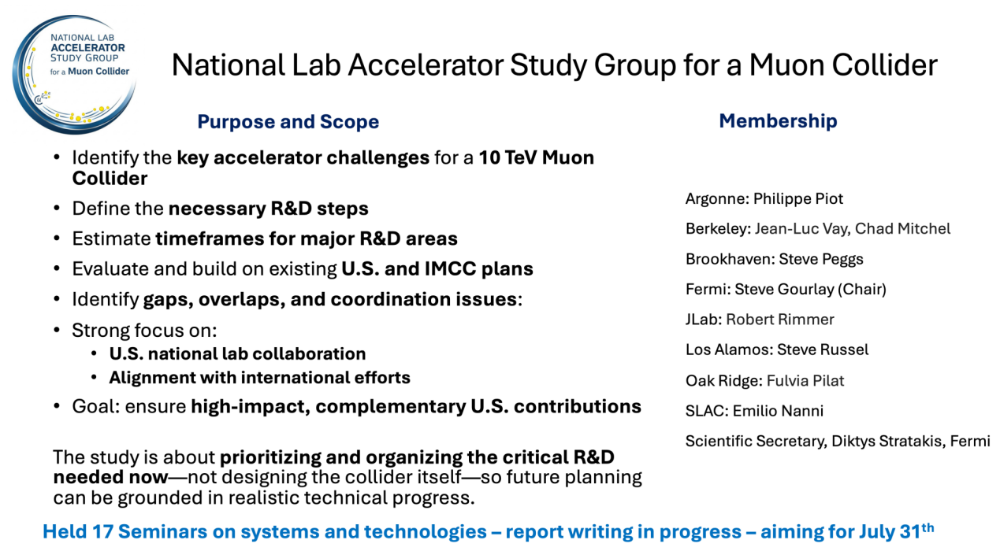 NATIONAL LAB
ACCELERATOR
STUDY GROUP
for a Muon Collider
National Lab Accelerator Study Group for a Muon Collider
Purpose and Scope
• Identify the key accelerator challenges for a 10 TeV Muon
Collider
• Define the necessary R&D steps
• Estimate timeframes for major R&D areas
• Evaluate and build on existing U.S. and IMCC plans
• Identify gaps, overlaps, and coordination issues:
• Strong focus on:
• U.S. national lab collaboration
• Alignment with international efforts
• Goal: ensure high-impact, complementary U.S. contributions
The study is about prioritizing and organizing the critical R&D
needed now—not designing the collider itself—so future planning
can be grounded in realistic technical progress.
Membership
Argonne: Philippe Piot
Berkeley: Jean-Luc Vay, Chad Mitchel
Brookhaven: Steve Peggs
Fermi: Steve Gourlay (Chair)
JLab: Robert Rimmer
Los Alamos: Steve Russel
Oak Ridge: Fulvia Pilat
SLAC: Emilio Nanni
Scientific Secretary, Diktys Stratakis, Fermi
Held 17 Seminars on systems and technologies – report writing in progress – aiming for July 31th